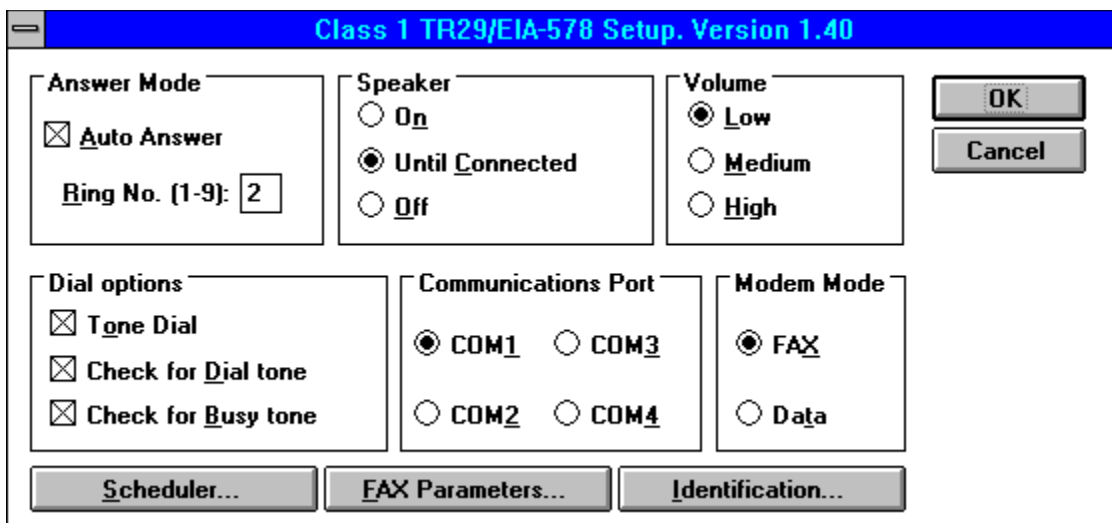 Class 1 TR29/EIA-578 Setup. Version 1.40
Answer Mode
Auto Answer
Ring No. (1-9): 2
Speaker
On
Until Connected
Off
Volume
Low
Medium
High
OK
Cancel
Dial options
Tone Dial
Check for Dial tone
Check for Busy tone
Communications Port
COM1 COM3
COM2 COM4
Modem Mode
FAX
Data
Scheduler... FAX Parameters... Identification...